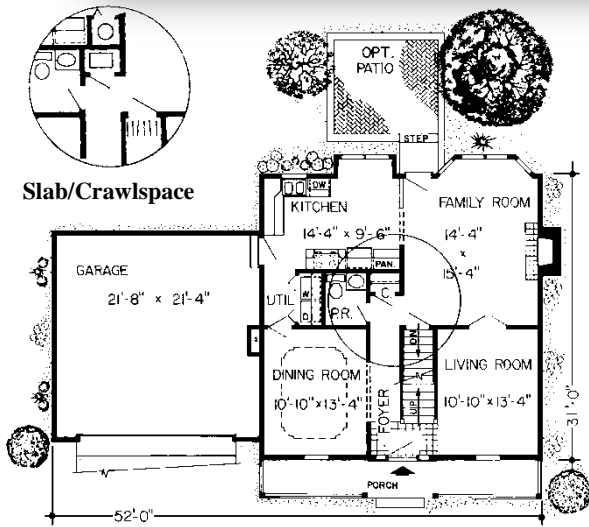 OPT.
PATIO
STEP
Slab/Crawlspace
DW
KITCHEN
14'-4" x 9'-6"
PAN.
FAMILY ROOM
14'-4"
x
15'-4"
GARAGE
21'-8" x 21'-4"
UTIL
W
D
P.R.
C.
DN
DINING ROOM
10'-10" x 13'-4"
FOYER
UP
LIVING ROOM
10'-10" x 13'-4"
31'-0"
PORCH
52'-0"